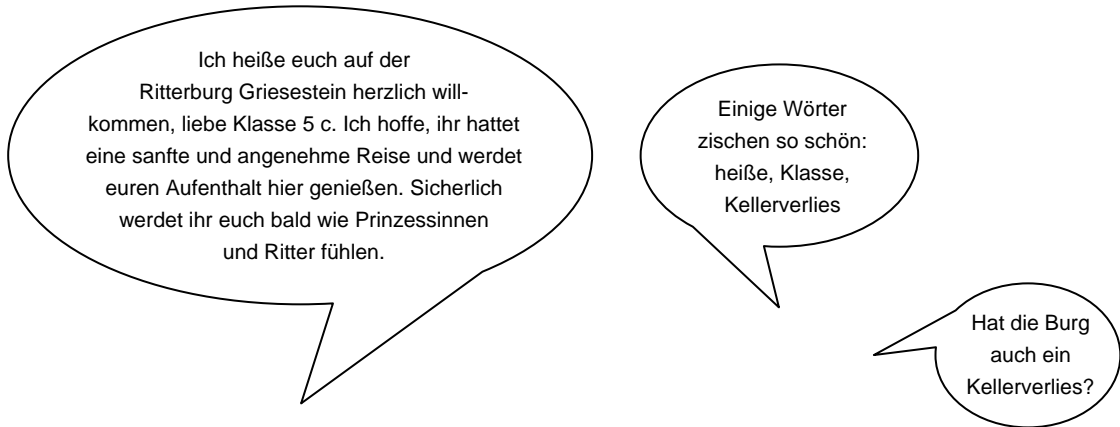 Ich heiße euch auf der
Ritterburg Griesestein herzlich will-
kommen, liebe Klasse 5 c. Ich hoffe, ihr hattet
eine sanfte und angenehme Reise und werdet
euren Aufenthalt hier genießen. Sicherlich
werdet ihr euch bald wie Prinzessinnen
und Ritter fühlen.
Einige Wörter
zischen so schön:
heiße, Klasse,
Kellerverlies
Hat die Burg
auch ein
Kellerverlies?